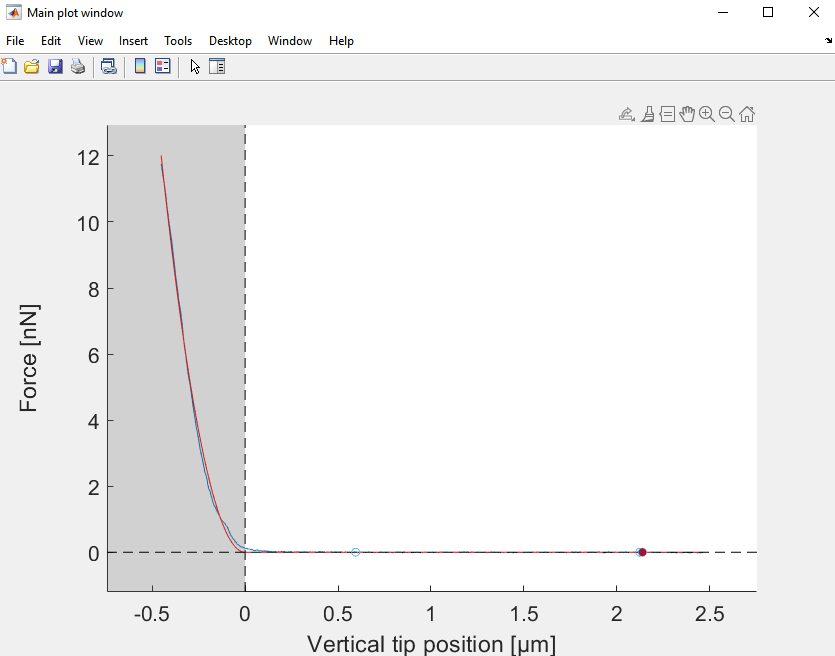 Main plot window
File Edit View Insert Tools Desktop Window Help
12
10
8
6
4
2
0
Force [nN]
-0.5 0 0.5 1 1.5 2 2.5
Vertical tip position [µm]